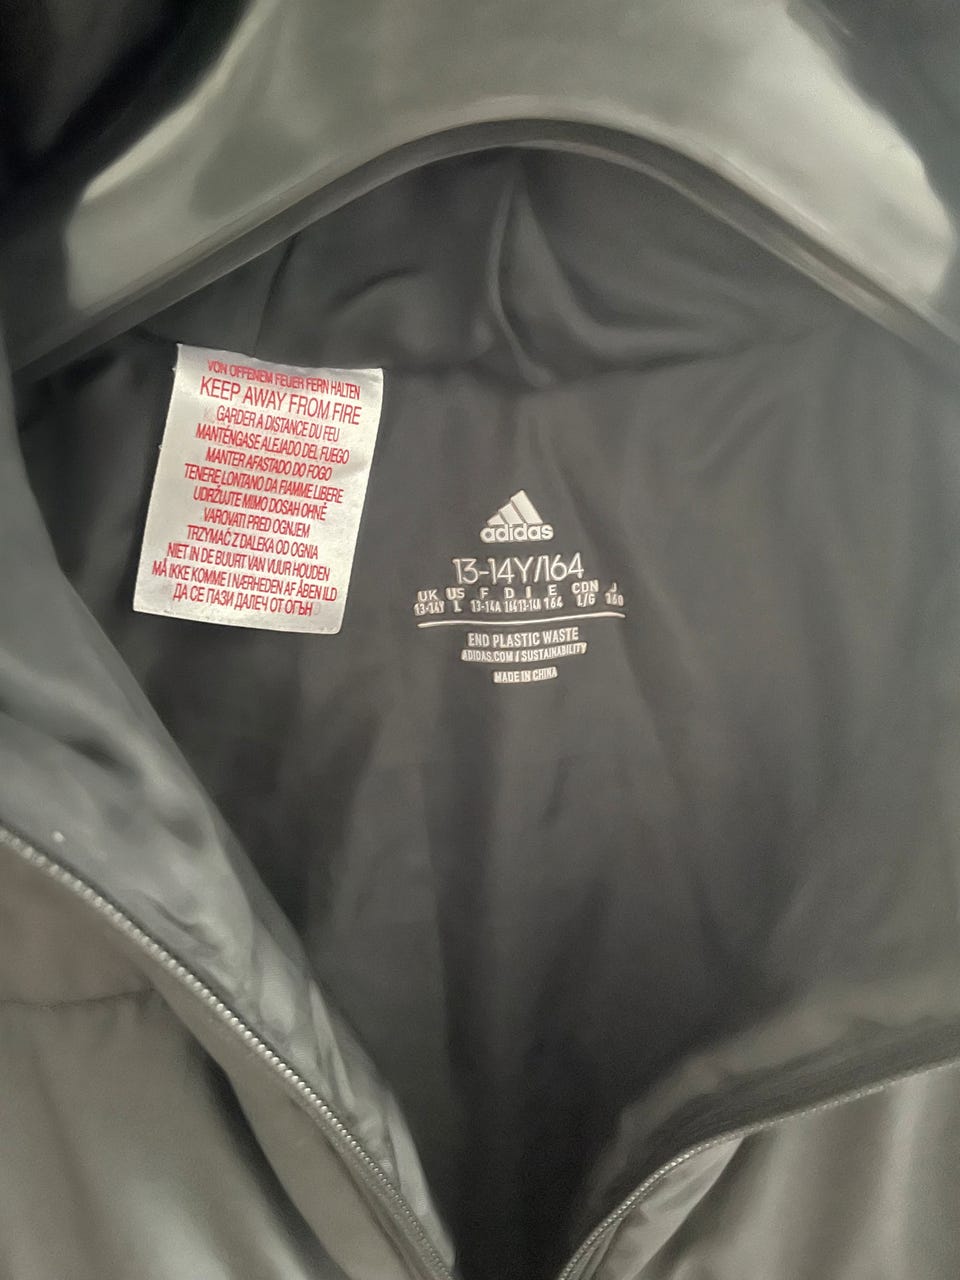 VON OFFENEM FEUER FERN HALTEN
KEEP AWAY FROM FIRE
GARDER A DISTANCE DU FEU
MANTÉNGASE ALEJADO DEL FUEGO
MANTER AFASTADO DO FOGO
TENERE LONTANO DA FIAMME LIBERE
UDRŽUJTE MIMO DOSAH OHNĚ
VAROVATI PRED OGNJEM
TRZYMAĆ Z DALEKA OD OGNIA
NIET IN DE BUURT VAN VUUR HOUDEN
MÅ IKKE KOMME I NÆRHEDEN AF ÅBEN ILD
ДА СЕ ПАЗИ ДАЛЕЧ ОТ ОГЪН
adidas
13-14Y/164
UK US F D I E CDN J
13-14Y L 13-14A 164 13-14A 164 L/G 160
END PLASTIC WASTE
ADIDAS.COM / SUSTAINABILITY
MADE IN CHINA